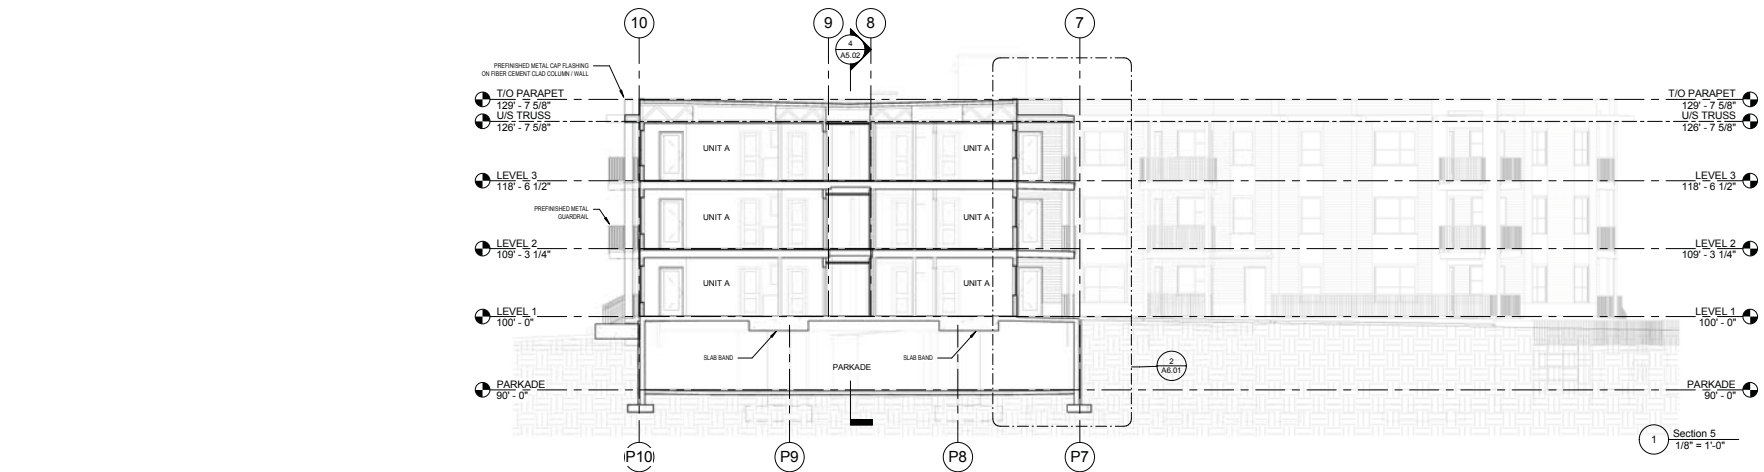 10
9
8
7
4
A5.02
PREFINISHED METAL CAP FLASHING
ON FIBER CEMENT CLAD COLUMN / WALL
T/O PARAPET
129' - 7 5/8"
U/S TRUSS
126' - 7 5/8"
T/O PARAPET
129' - 7 5/8"
U/S TRUSS
126' - 7 5/8"
UNIT A
UNIT A
LEVEL 3
118' - 6 1/2"
LEVEL 3
118' - 6 1/2"
PREFINISHED METAL
GUARDRAIL
UNIT A
UNIT A
LEVEL 2
109' - 3 1/4"
LEVEL 2
109' - 3 1/4"
UNIT A
UNIT A
LEVEL 1
100' - 0"
LEVEL 1
100' - 0"
SLAB BAND
SLAB BAND
PARKADE
2
A6.01
PARKADE
90' - 0"
PARKADE
90' - 0"
P10
P9
P8
P7
1
Section 5
1/8" = 1'-0"